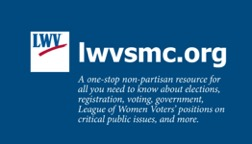 LWV
lwvsmc.org
A one-stop non-partisan resource for
all you need to know about elections,
registration, voting, government,
League of Women Voters' positions on
critical public issues, and more.